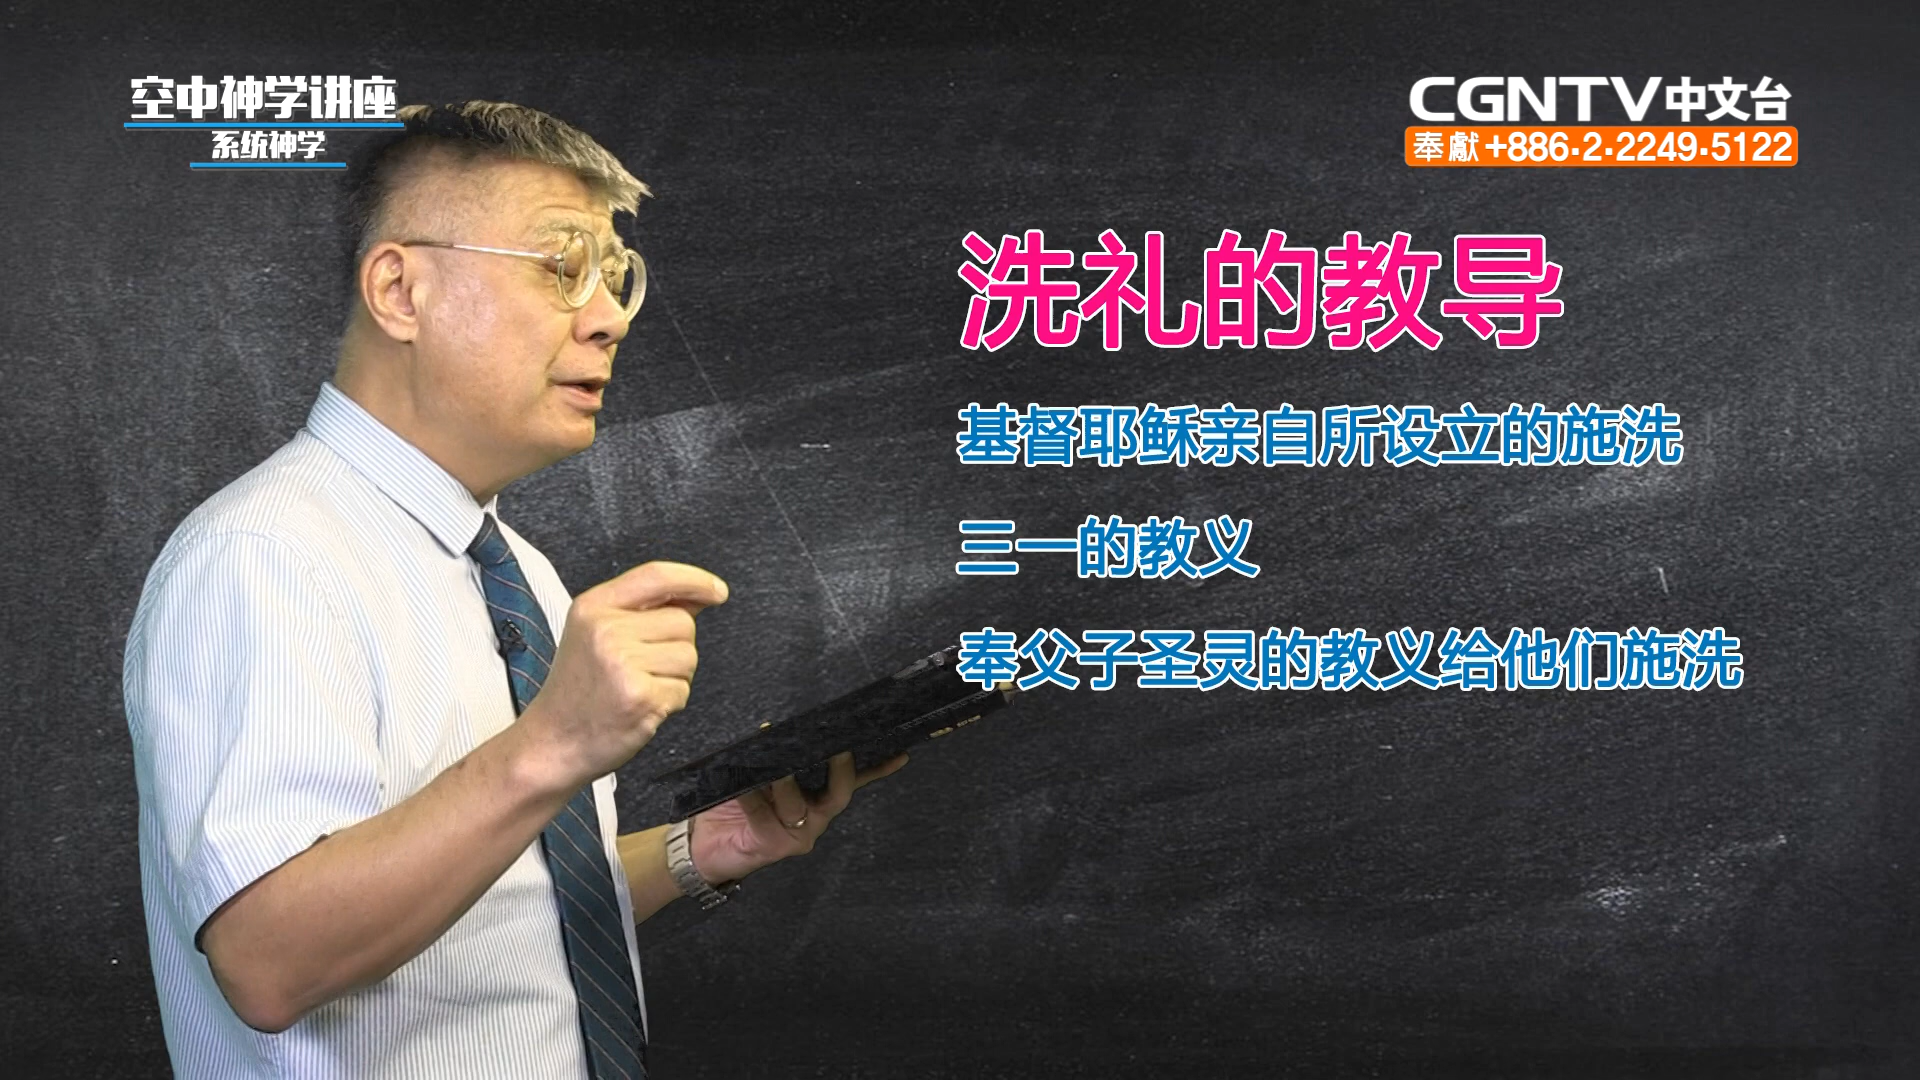 空中神学讲座
系统神学
CGNTV中文台
奉獻 +886·2·2249·5122
洗礼的教导
基督耶稣亲自所设立的施洗
三一的教义
奉父子圣灵的教义给他们施洗